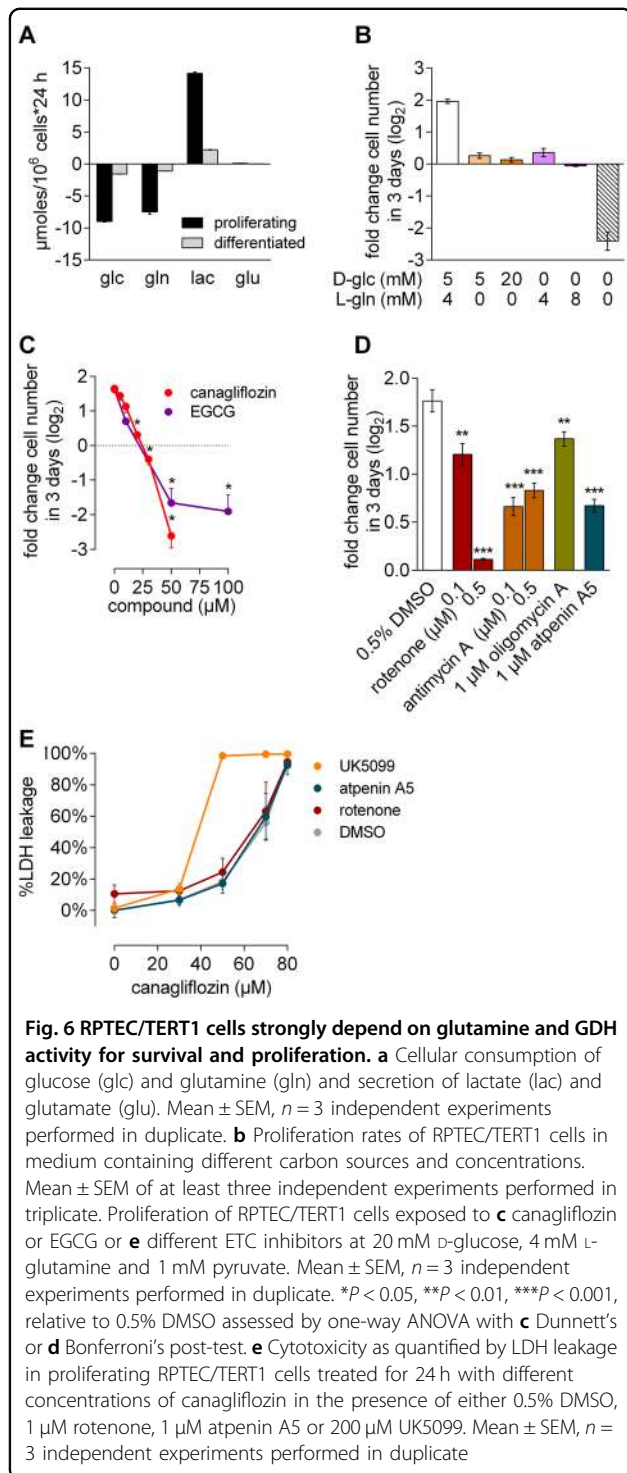 A
μmoles/10⁶ cells*24 h
15
10
5
0
-5
-10
-15
proliferating
differentiated
glc gln lac glu
B
fold change cell number
in 3 days (log₂)
3
2
1
0
-1
-2
-3
D-glc (mM) 5 5 20 0 0 0
L-gln (mM) 4 0 0 4 8 0
C
fold change cell number
in 3 days (log₂)
2
1
0
-1
-2
-3
canagliflozin
EGCG
* * * * *
0 25 50 75 100
compound (μM)
D
fold change cell number
in 3 days (log₂)
2.0
1.5
1.0
0.5
0.0
** *** *** *** ** ***
0.5% DMSO
0.1
0.5
rotenone (μM)
0.1
0.5
antimycin A (μM)
1 μM oligomycin A
1 μM atpenin A5
E
%LDH leakage
100%
80%
60%
40%
20%
0%
UK5099
atpenin A5
rotenone
DMSO
0 20 40 60 80
canagliflozin (μM)
Fig. 6 RPTEC/TERT1 cells strongly depend on glutamine and GDH
activity for survival and proliferation. a Cellular consumption of
glucose (glc) and glutamine (gln) and secretion of lactate (lac) and
glutamate (glu). Mean ± SEM, n = 3 independent experiments
performed in duplicate. b Proliferation rates of RPTEC/TERT1 cells in
medium containing different carbon sources and concentrations.
Mean ± SEM of at least three independent experiments performed in
triplicate. Proliferation of RPTEC/TERT1 cells exposed to c canagliflozin
or EGCG or e different ETC inhibitors at 20 mM D-glucose, 4 mM L-
glutamine and 1 mM pyruvate. Mean ± SEM, n = 3 independent
experiments performed in duplicate. *P < 0.05, **P < 0.01, ***P < 0.001,
relative to 0.5% DMSO assessed by one-way ANOVA with c Dunnett's
or d Bonferroni's post-test. e Cytotoxicity as quantified by LDH leakage
in proliferating RPTEC/TERT1 cells treated for 24 h with different
concentrations of canagliflozin in the presence of either 0.5% DMSO,
1 μM rotenone, 1 μM atpenin A5 or 200 μM UK5099. Mean ± SEM, n =
3 independent experiments performed in duplicate